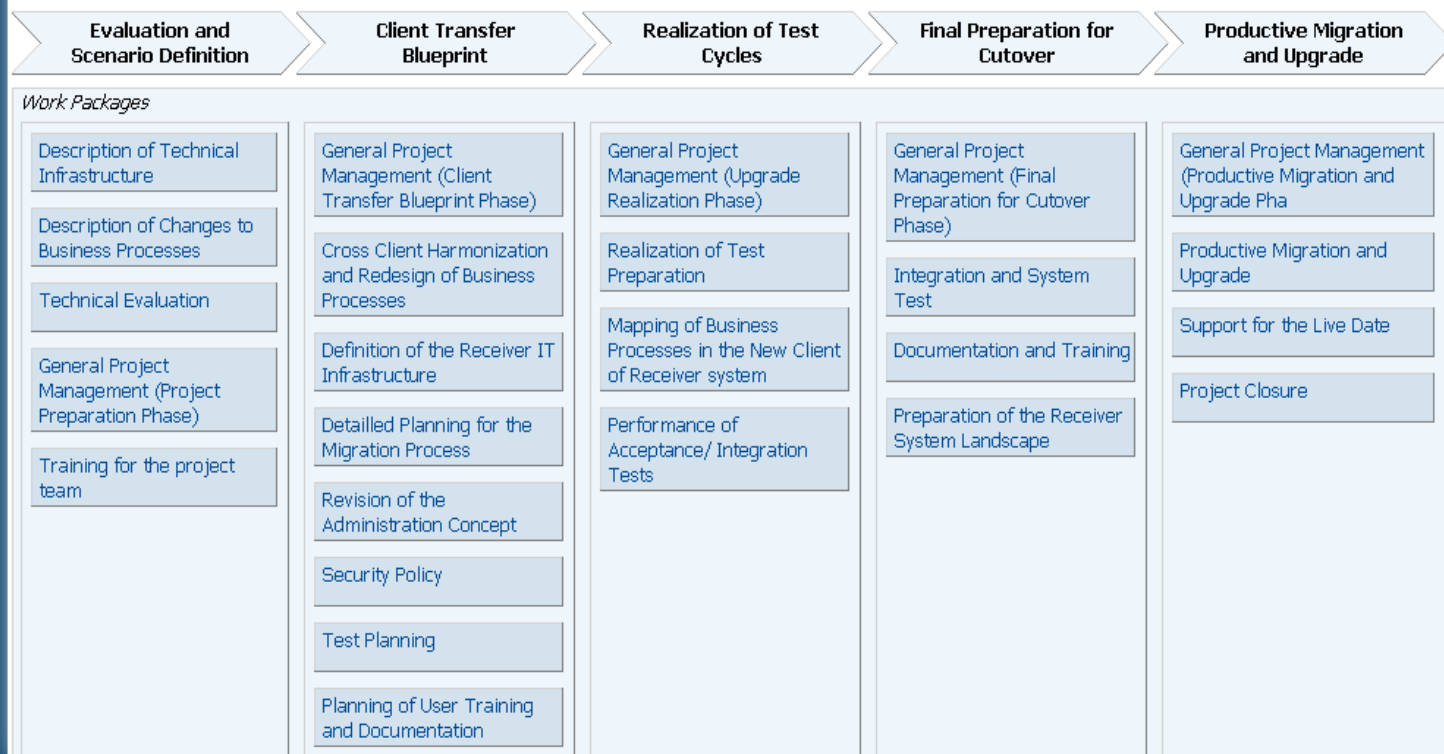 Evaluation and
Scenario Definition
Client Transfer
Blueprint
Realization of Test
Cycles
Final Preparation for
Cutover
Productive Migration
and Upgrade
Work Packages
Description of Technical
Infrastructure
Description of Changes to
Business Processes
Technical Evaluation
General Project
Management (Project
Preparation Phase)
Training for the project
team
General Project
Management (Client
Transfer Blueprint Phase)
Cross Client Harmonization
and Redesign of Business
Processes
Definition of the Receiver IT
Infrastructure
Detailled Planning for the
Migration Process
Revision of the
Administration Concept
Security Policy
Test Planning
Planning of User Training
and Documentation
General Project
Management (Upgrade
Realization Phase)
Realization of Test
Preparation
Mapping of Business
Processes in the New Client
of Receiver system
Performance of
Acceptance/ Integration
Tests
General Project
Management (Final
Preparation for Cutover
Phase)
Integration and System
Test
Documentation and Training
Preparation of the Receiver
System Landscape
General Project Management
(Productive Migration and
Upgrade Pha
Productive Migration and
Upgrade
Support for the Live Date
Project Closure